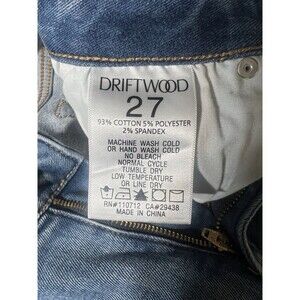 DRIFTWOOD
27
93% COTTON 5% POLYESTER
2% SPANDEX
MACHINE WASH COLD
OR HAND WASH COLD
NO BLEACH
NORMAL CYCLE
TUMBLE DRY
LOW TEMPERATURE
OR LINE DRY
RN#110712 CA#29438
MADE IN CHINA